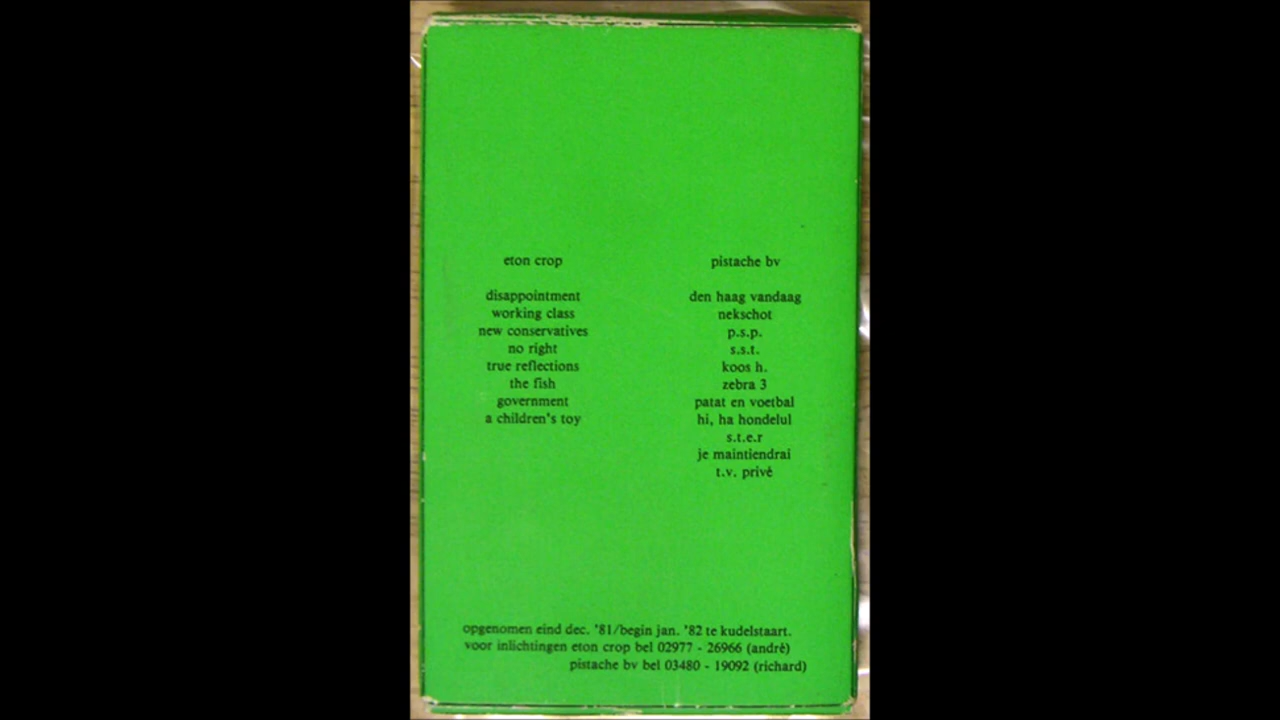 eton crop
disappointment
working class
new conservatives
no right
true reflections
the fish
government
a children's toy
pistache bv
den haag vandaag
nekschot
p.s.p.
s.s.t.
koos h.
zebra 3
patat en voetbal
hi, ha hondelul
s.t.e.r
je maintiendrai
t.v. privé
opgenomen eind dec. '81/begin jan. '82 te kudelstaart.
voor inlichtingen eton crop bel 02977 - 26966 (andré)
pistache bv bel 03480 - 19092 (richard)